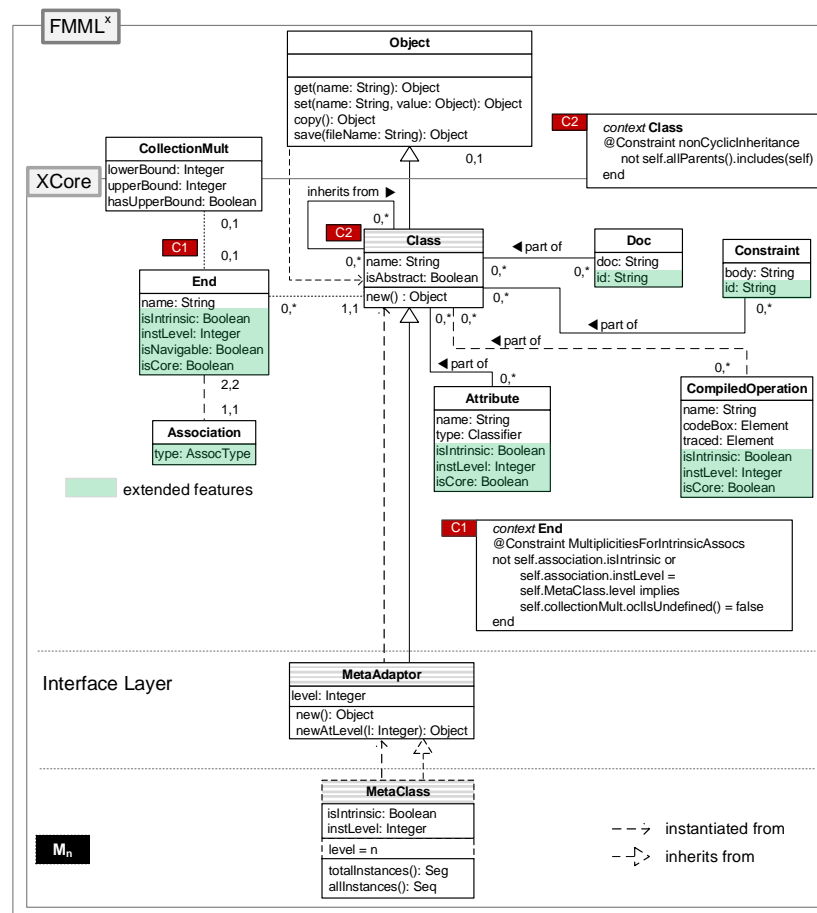 FMMLx
Object
get(name: String): Object
set(name: String, value: Object): Object
copy(): Object
save(fileName: String): Object
C2
context Class
@Constraint nonCyclicInheritance
not self.allParents().includes(self)
end
CollectionMult
lowerBound: Integer
upperBound: Integer
hasUpperBound: Boolean
XCore
0,1
inherits from
0,*
C2
0,*
0,1
C1
0,1
Class
name: String
isAbstract: Boolean
new() : Object
part of
0,*
0,*
Doc
doc: String
id: String
Constraint
body: String
id: String
0,*
0,*
part of
End
name: String
isIntrinsic: Boolean
instLevel: Integer
isNavigable: Boolean
isCore: Boolean
0,*
1,1
0,*
0,*
part of
0,*
part of
0,*
2,2
1,1
Association
type: AssocType
Attribute
name: String
type: Classifier
isIntrinsic: Boolean
instLevel: Integer
isCore: Boolean
CompiledOperation
name: String
codeBox: Element
traced: Element
isIntrinsic: Boolean
instLevel: Integer
isCore: Boolean
extended features
C1
context End
@Constraint MultiplicitiesForIntrinsicAssocs
not self.association.isIntrinsic or
self.association.instLevel =
self.MetaClass.level implies
self.collectionMult.oclIsUndefined() = false
end
Interface Layer
MetaAdaptor
level: Integer
new(): Object
newAtLevel(l: Integer): Object
MetaClass
isIntrinsic: Boolean
instLevel: Integer
level = n
totalInstances(): Seg
allInstances(): Seq
Mn
instantiated from
inherits from